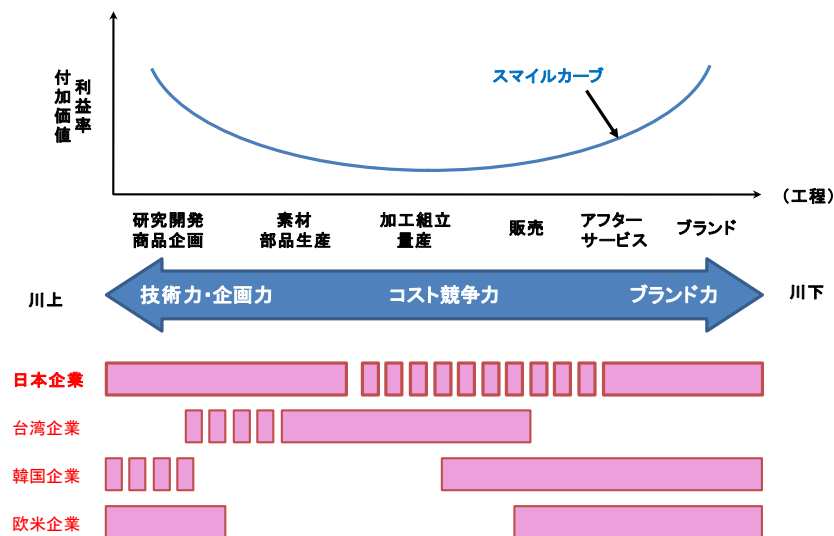 スマイルカーブ
付加価値
利益率
（工程）
研究開発
商品企画
素材
部品生産
加工組立
量産
販売
アフター
サービス
ブランド
川上
技術力・企画力
コスト競争力
ブランド力
川下
日本企業
台湾企業
韓国企業
欧米企業